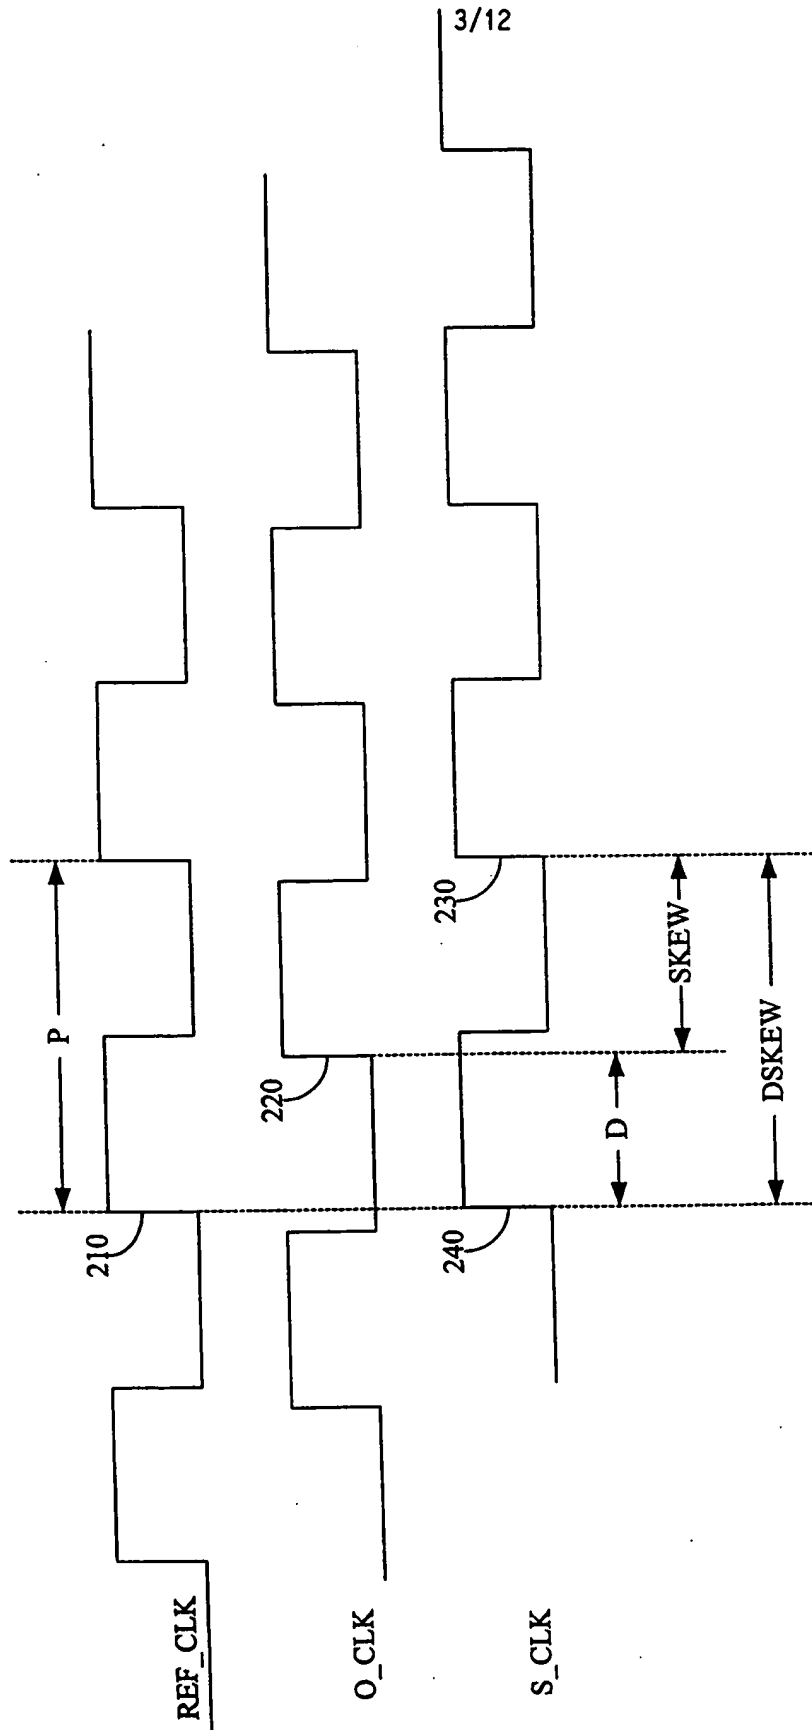 3/12
P
REF_CLK
210
O_CLK
220
S_CLK
240
230
D
SKEW
DSKEW